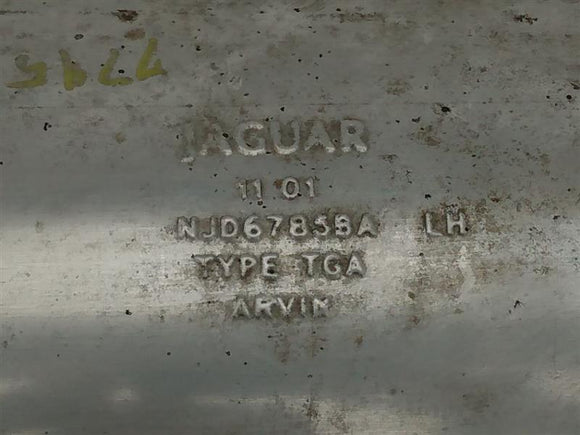 JAGUAR
11 01
NJD6785BA LH
TYPE TGA
ARVIN